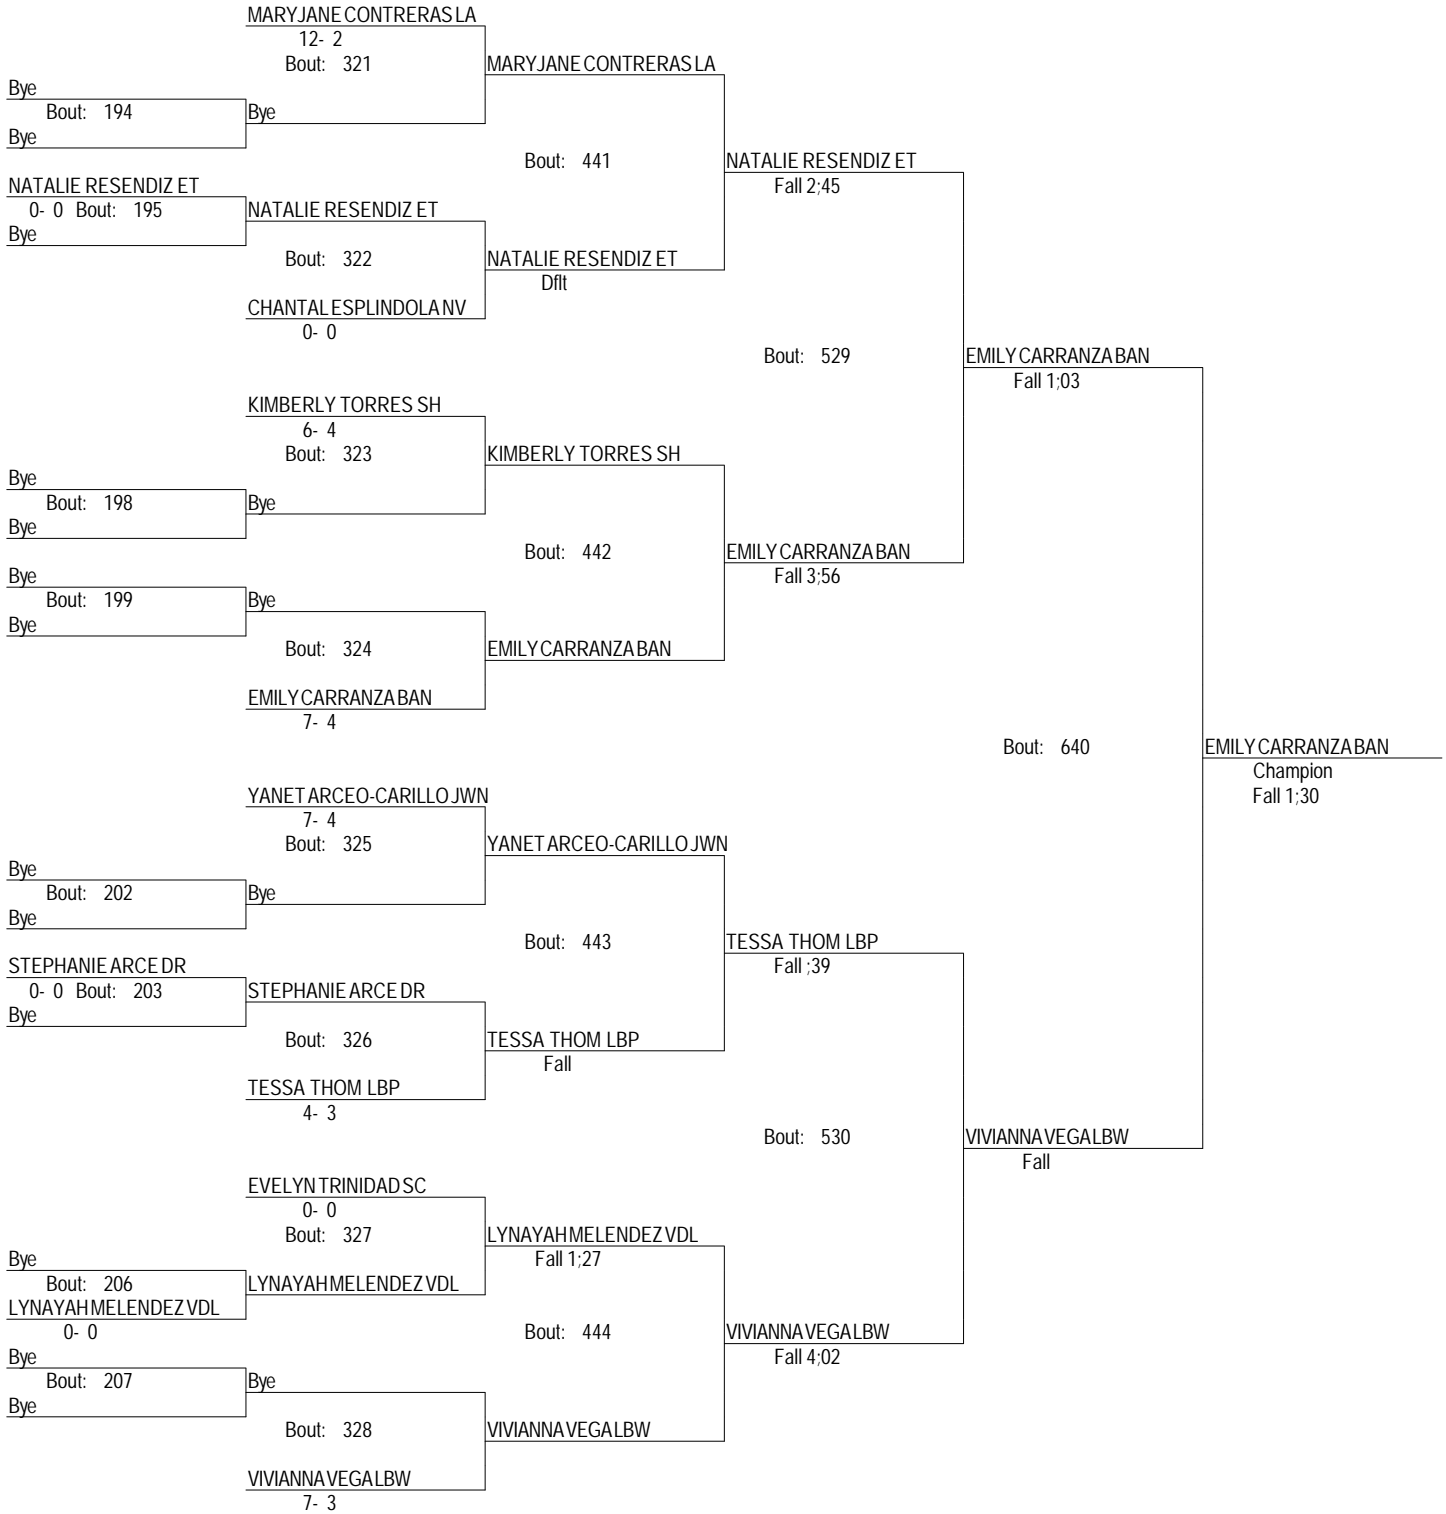 MARYJANE CONTRERAS LA
12- 2
Bout: 321
MARYJANE CONTRERAS LA
Bye
Bout: 194
Bye
Bye
Bout: 441
NATALIE RESENDIZ ET
Fall 2;45
NATALIE RESENDIZ ET
0- 0 Bout: 195
NATALIE RESENDIZ ET
Bye
Bout: 322
NATALIE RESENDIZ ET
Dflt
CHANTAL ESPLINDOLA NV
0- 0
Bout: 529
EMILY CARRANZA BAN
Fall 1;03
KIMBERLY TORRES SH
6- 4
Bout: 323
KIMBERLY TORRES SH
Bye
Bout: 198
Bye
Bye
Bout: 442
EMILY CARRANZA BAN
Fall 3;56
Bye
Bout: 199
Bye
Bye
Bout: 324
EMILY CARRANZA BAN
EMILY CARRANZA BAN
7- 4
Bout: 640
EMILY CARRANZA BAN
Champion
Fall 1;30
YANET ARCEO-CARILLO JWN
7- 4
Bout: 325
YANET ARCEO-CARILLO JWN
Bye
Bout: 202
Bye
Bye
Bout: 443
TESSA THOM LBP
Fall ;39
STEPHANIE ARCE DR
0- 0 Bout: 203
STEPHANIE ARCE DR
Bye
Bout: 326
TESSA THOM LBP
Fall
TESSA THOM LBP
4- 3
Bout: 530
VIVIANNA VEGA LBW
Fall
EVELYN TRINIDAD SC
0- 0
Bout: 327
LYNAYAH MELENDEZ VDL
Fall 1;27
Bye
Bout: 206
LYNAYAH MELENDEZ VDL
LYNAYAH MELENDEZ VDL
0- 0
Bout: 444
VIVIANNA VEGA LBW
Fall 4;02
Bye
Bout: 207
Bye
Bye
Bout: 328
VIVIANNA VEGA LBW
VIVIANNA VEGA LBW
7- 3